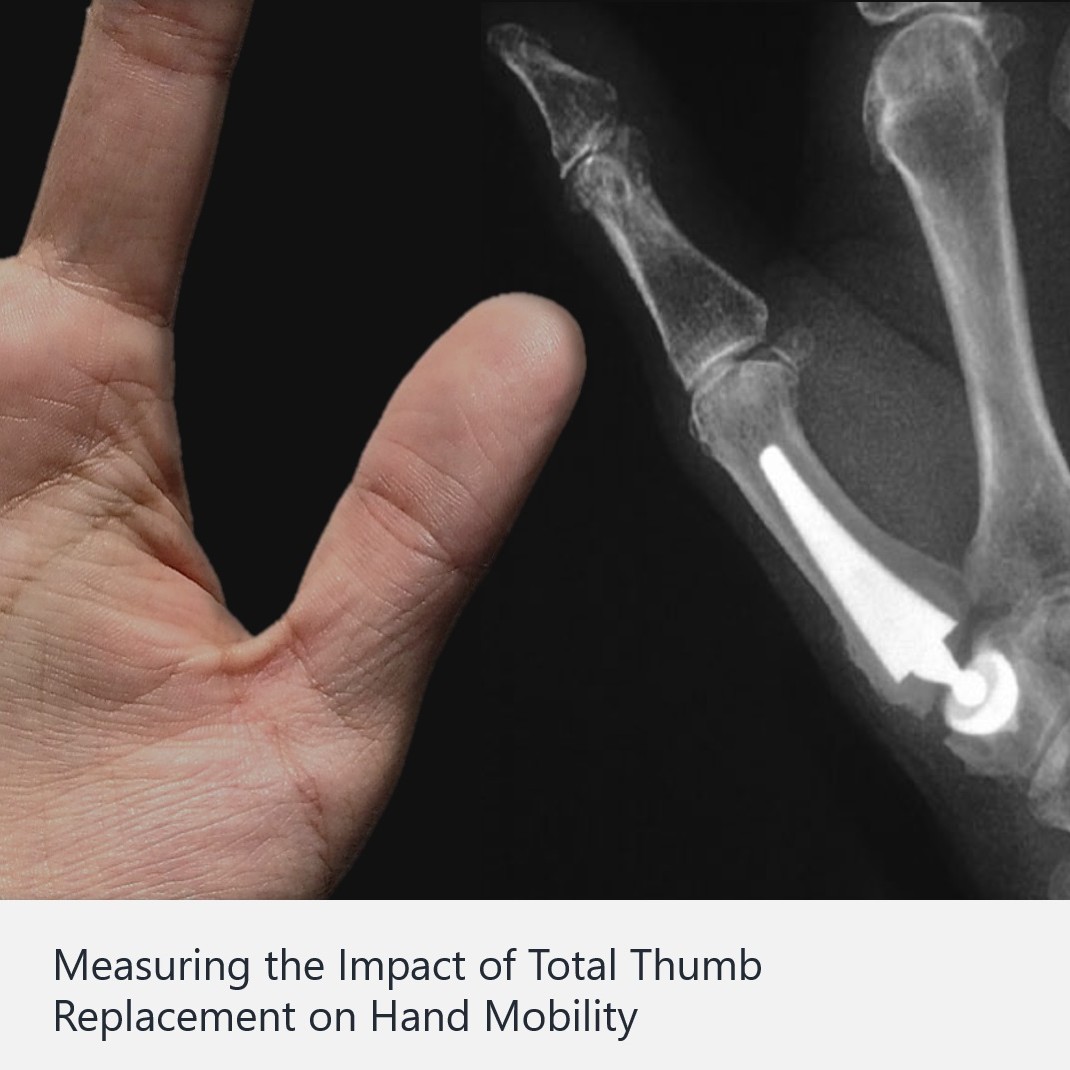 Measuring the Impact of Total Thumb
Replacement on Hand Mobility